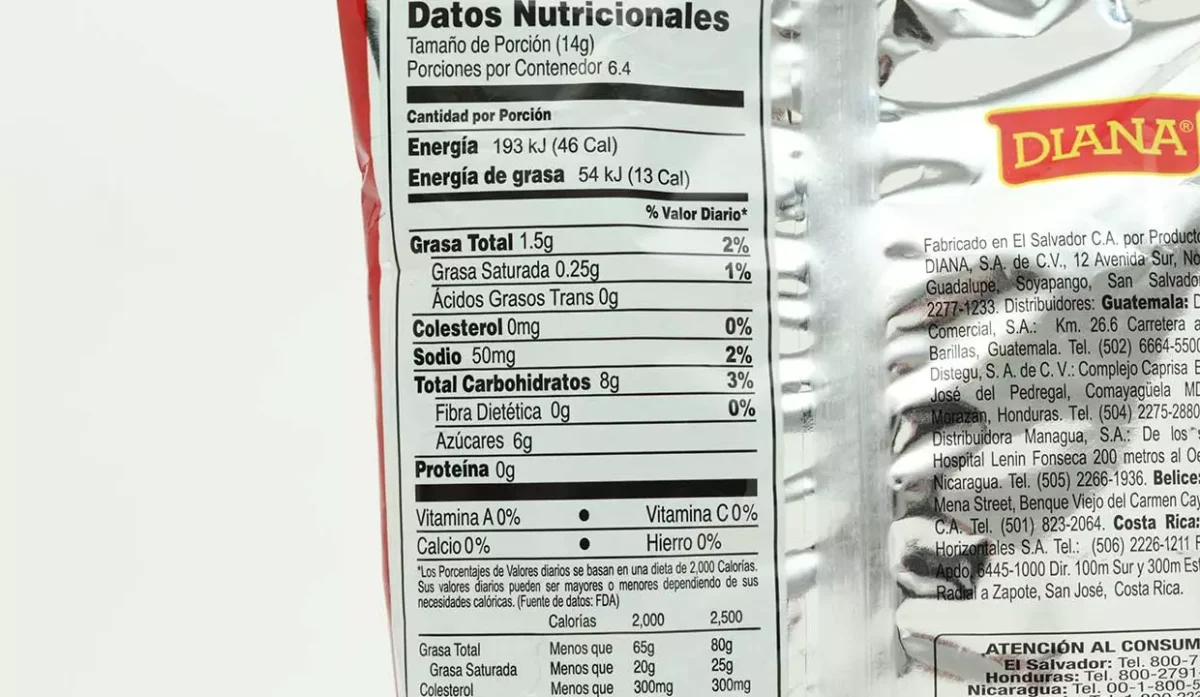 Datos Nutricionales
Tamaño de Porción (14g)
Porciones por Contenedor 6.4
Cantidad por Porción
Energía 193 kJ (46 Cal)
Energía de grasa 54 kJ (13 Cal)
% Valor Diario*
Grasa Total 1.5g 2%
Grasa Saturada 0.25g 1%
Ácidos Grasos Trans 0g
Colesterol 0mg 0%
Sodio 50mg 2%
Total Carbohidratos 8g 3%
Fibra Dietética 0g 0%
Azúcares 6g
Proteína 0g
Vitamina A 0% • Vitamina C 0%
Calcio 0% • Hierro 0%
*Los Porcentajes de Valores diarios se basan en una dieta de 2,000 Calorías.
Sus valores diarios pueden ser mayores o menores dependiendo de sus
necesidades calóricas. (Fuente de datos: FDA)
Calorías 2,000 2,500
Grasa Total Menos que 65g 80g
Grasa Saturada Menos que 20g 25g
Colesterol Menos que 300mg 300mg
DIANA®
Fabricado en El Salvador C.A. por
DIANA, S.A. de C.V., 12 Avenida Sur,
Guadalupe, Soyapango, San
2277-1233. Distribuidores: Guatemala:
Comercial, S.A.: Km. 26.6 Carretera a
Barillas, Guatemala. Tel. (502) 6664-5500
Distegu, S. A. de C. V.: Complejo Caprisa
José del Pedregal, Comayagüela
Morazán, Honduras. Tel. (504) 2275-2880
Distribuidora Managua, S.A.: De los
Hospital Lenin Fonseca 200 metros al
Nicaragua. Tel. (505) 2266-1936. Belice:
Mena Street, Benque Viejo del Carmen
C.A. Tel. (501) 823-2064. Costa Rica:
Horizontales S.A. Tel.: (506) 2226-1211
Apdo. 6445-1000 Dir. 100m Sur y 300m
Radial a Zapote, San José, Costa Rica.
ATENCIÓN AL
El Salvador: Tel. 800-7
Honduras: Tel. 800-2791
Nicaragua: Tel. 00-1-800-5